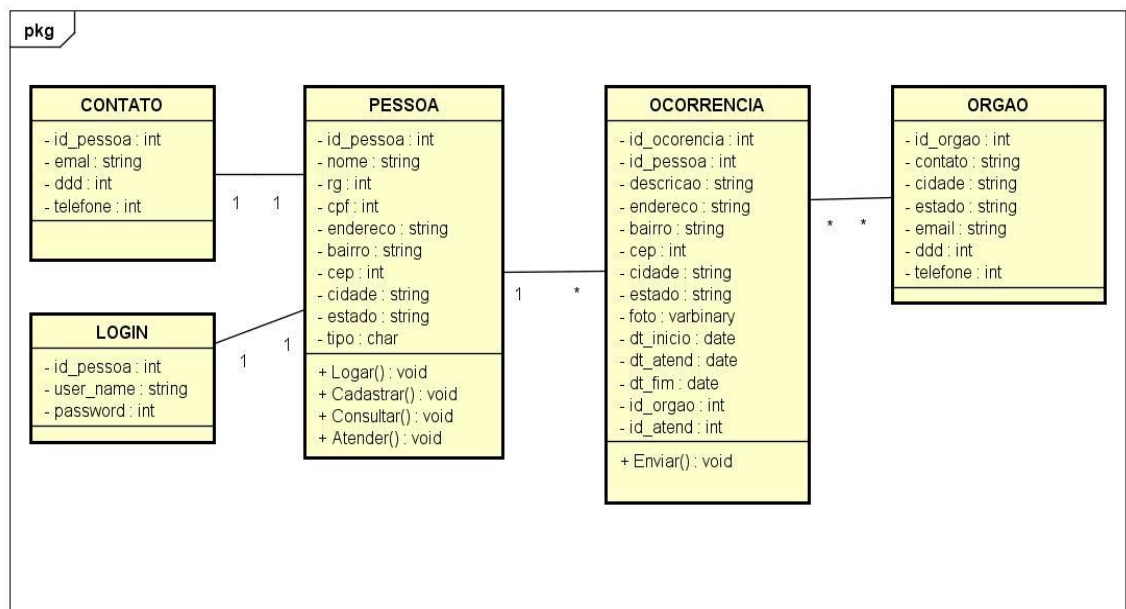 pkg
CONTATO
- id_pessoa : int
- emal : string
- ddd : int
- telefone : int
1
1
LOGIN
- id_pessoa : int
- user_name : string
- password : int
1
1
PESSOA
- id_pessoa : int
- nome : string
- rg : int
- cpf : int
- endereco : string
- bairro : string
- cep : int
- cidade : string
- estado : string
- tipo : char
+ Logar() : void
+ Cadastrar() : void
+ Consultar() : void
+ Atender() : void
1
*
OCORRENCIA
- id_ocorencia : int
- id_pessoa : int
- descricao : string
- endereco : string
- bairro : string
- cep : int
- cidade : string
- estado : string
- foto : varbinary
- dt_inicio : date
- dt_atend : date
- dt_fim : date
- id_orgao : int
- id_atend : int
+ Enviar() : void
*
*
ORGAO
- id_orgao : int
- contato : string
- cidade : string
- estado : string
- email : string
- ddd : int
- telefone : int